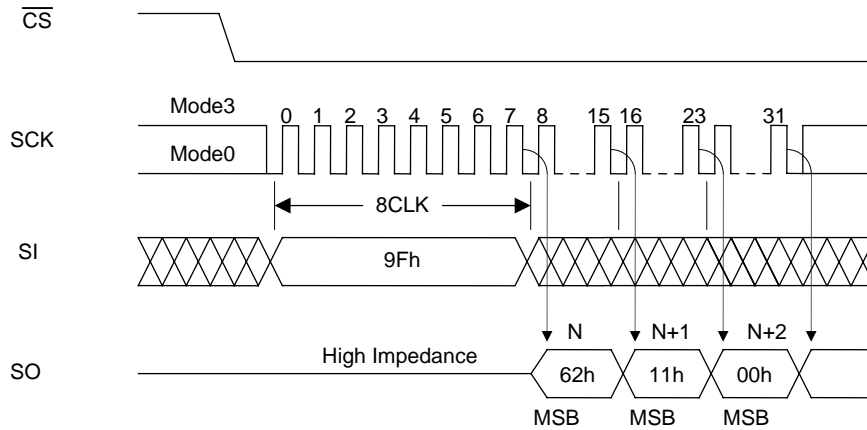 CS
Mode3
0 1 2 3 4 5 6 7 8 15 16 23 31
SCK
Mode0
8CLK
SI
9Fh
N N+1 N+2
High Impedance
SO
62h 11h 00h
MSB MSB MSB